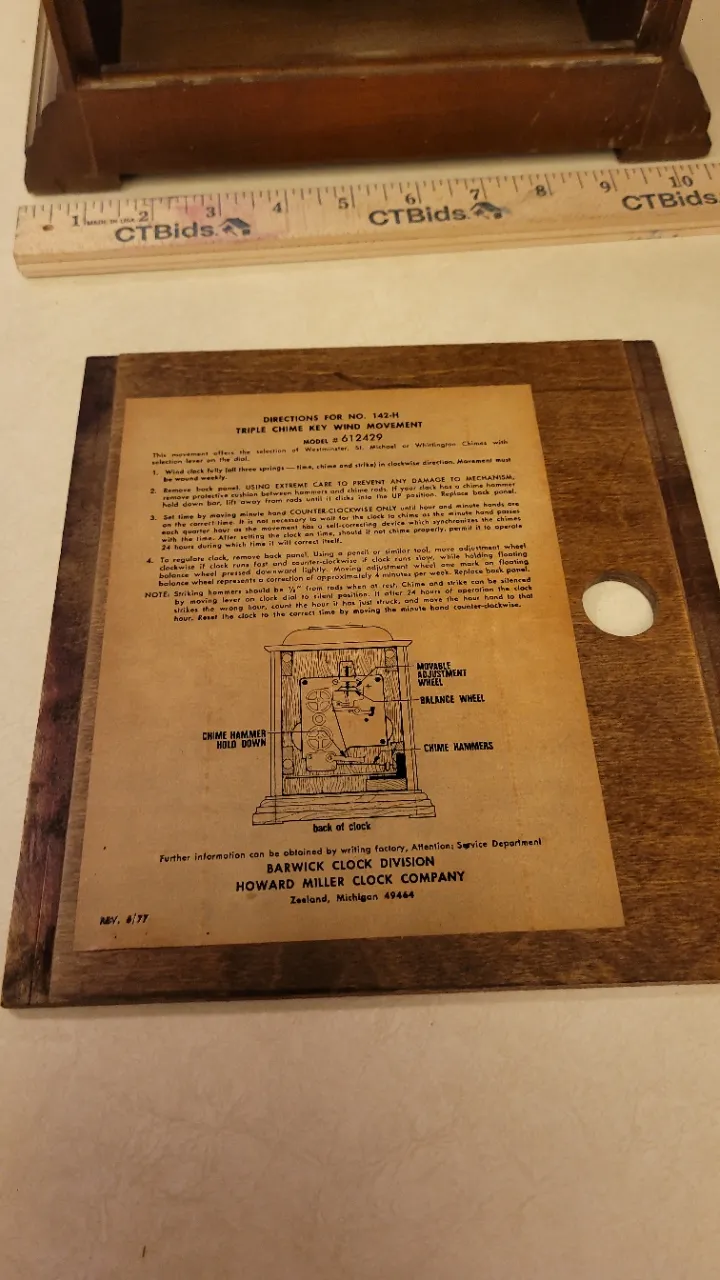 1 MADE IN USA 2 3 4 5 6 7 8 9 10
CTBids. CTBids. CTBids.
DIRECTIONS FOR NO. 142-H
TRIPLE CHIME KEY WIND MOVEMENT
MODEL # 612429
This movement offers the selection of Westminster, St. Michael or Whittington Chimes with
selection lever on the dial.
1. Wind clock fully (all three springs — time, chime and strike) in clockwise direction. Movement must
be wound weekly.
2. Remove back panel. USING EXTREME CARE TO PREVENT ANY DAMAGE TO MECHANISM,
remove protective cushion between hammers and chime rods. If your clock has a chime hammer
hold down bar, lift away from rods until it clicks into the UP position. Replace back panel.
3. Set time by moving minute hand COUNTER-CLOCKWISE ONLY until hour and minute hands are
on the correct time. It is not necessary to wait for the clock to chime as the minute hand passes
each quarter hour as the movement has a self-correcting device which synchronizes the chimes
with the time. After setting the clock on time, should it not chime properly, permit it to operate
24 hours during which time it will correct itself.
4. To regulate clock, remove back panel. Using a pencil or similar tool, move adjustment wheel
clockwise if clock runs fast and counter-clockwise if clock runs slow, while holding floating
balance wheel pressed downward lightly. Moving adjustment wheel one mark on floating
balance wheel represents a correction of approximately 4 minutes per week. Replace back panel.
NOTE: Striking hammers should be 1/8" from rods when at rest. Chime and strike can be silenced
by moving lever on clock dial to silent position. If after 24 hours of operation the clock
strikes the wrong hour, count the hour it has just struck, and move the hour hand to that
hour. Reset the clock to the correct time by moving the minute hand counter-clockwise.
MOVABLE
ADJUSTMENT
WHEEL
BALANCE WHEEL
CHIME HAMMER
HOLD DOWN
CHIME HAMMERS
back of clock
Further information can be obtained by writing factory, Attention: Service Department
BARWICK CLOCK DIVISION
HOWARD MILLER CLOCK COMPANY
Zeeland, Michigan 49464
REV. 6/77